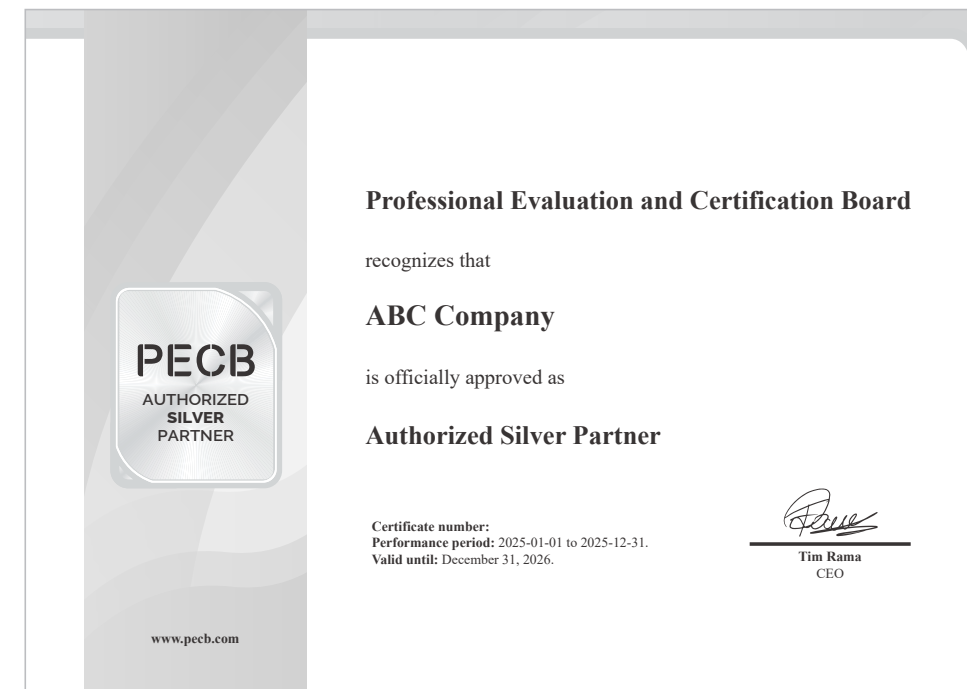 Professional Evaluation and Certification Board
recognizes that
ABC Company
is officially approved as
Authorized Silver Partner
PECB
AUTHORIZED
SILVER
PARTNER
Certificate number:
Performance period: 2025-01-01 to 2025-12-31.
Valid until: December 31, 2026.
Tim Rama
CEO
www.pecb.com